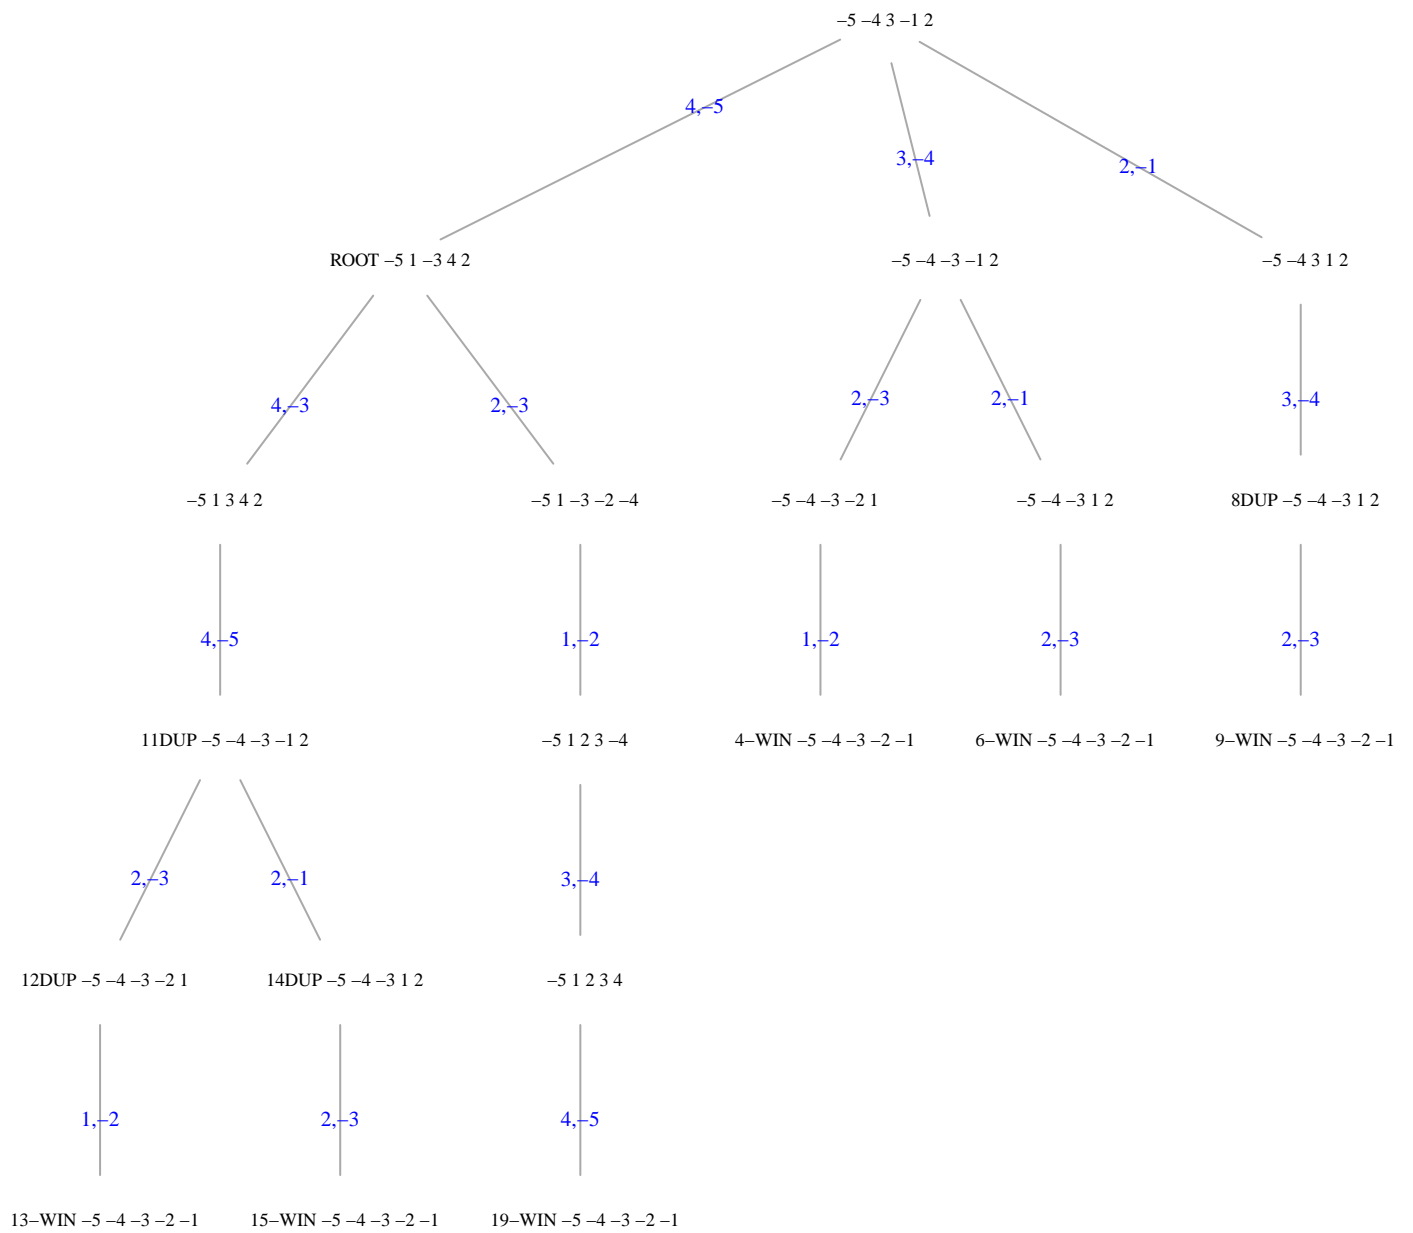 −5 −4 3 −1 2
4,−5
3,−4
2,−1
ROOT −5 1 −3 4 2
−5 −4 −3 −1 2
−5 −4 3 1 2
4,−3
2,−3
2,−3
2,−1
3,−4
−5 1 3 4 2
−5 1 −3 −2 −4
−5 −4 −3 −2 1
−5 −4 −3 1 2
8DUP −5 −4 −3 1 2
4,−5
1,−2
1,−2
2,−3
2,−3
11DUP −5 −4 −3 −1 2
−5 1 2 3 −4
4−WIN −5 −4 −3 −2 −1
6−WIN −5 −4 −3 −2 −1
9−WIN −5 −4 −3 −2 −1
2,−3
2,−1
3,−4
12DUP −5 −4 −3 −2 1
14DUP −5 −4 −3 1 2
−5 1 2 3 4
1,−2
2,−3
4,−5
13−WIN −5 −4 −3 −2 −1
15−WIN −5 −4 −3 −2 −1
19−WIN −5 −4 −3 −2 −1